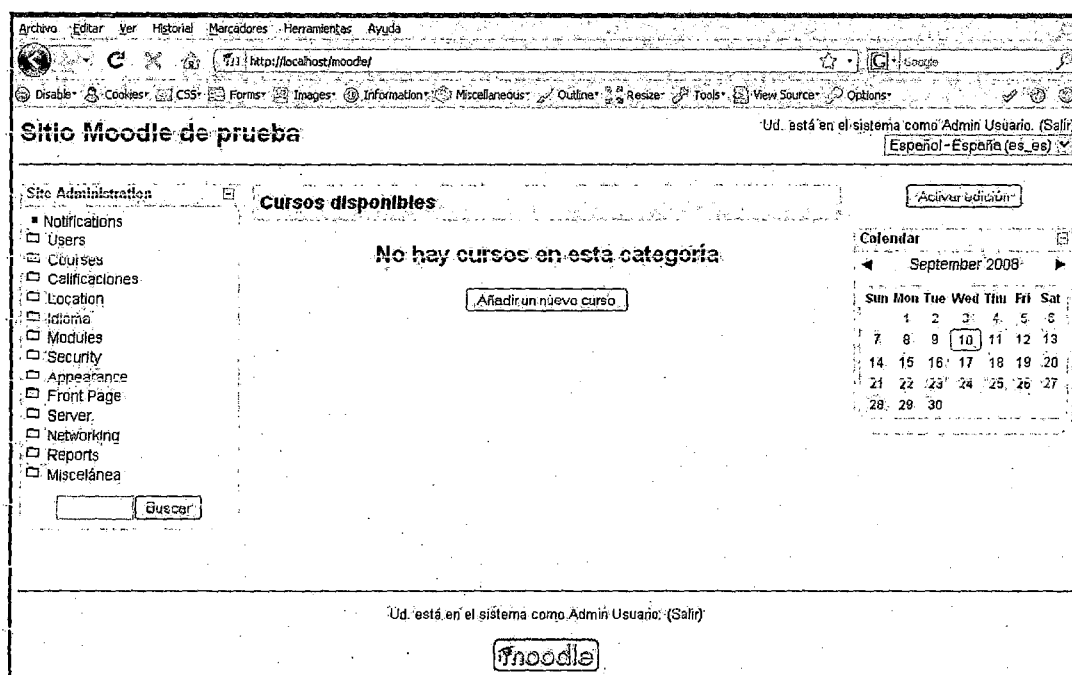 Archivo Editar Ver Historial Marcadores Herramientas Ayuda
http://localhost/moodle/
Google
Disable Cookies CSS Forms Images Information Miscellaneous Outline Resize Tools View Source Options
Sitio Moodle de prueba
Ud. está en el sistema como Admin Usuario. (Salir)
Español - España (es_es)
Site Administration
Notifications
Users
Courses
Calificaciones
Location
Idioma
Modules
Security
Appearance
Front Page
Server
Networking
Reports
Miscelánea
Buscar
Cursos disponibles
No hay cursos en esta categoría
Añadir un nuevo curso
Activar edición
Calendar
September 2008
Sun Mon Tue Wed Thu Fri Sat
1 2 3 4 5 6
7 8 9 10 11 12 13
14 15 16 17 18 19 20
21 22 23 24 25 26 27
28 29 30
Ud. está en el sistema como Admin Usuario. (Salir)
moodle